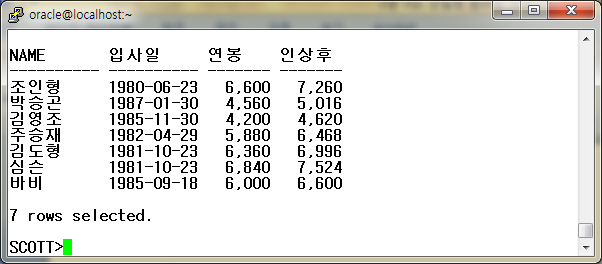 oracle@localhost:~
NAME 입사일 연봉 인상후
---------- ---------- ------- -------
조인형 1980-06-23 6,600 7,260
박승곤 1987-01-30 4,560 5,016
김영조 1985-11-30 4,200 4,620
주승재 1982-04-29 5,880 6,468
김도형 1981-10-23 6,360 6,996
심슨 1981-10-23 6,840 7,524
바비 1985-09-18 6,000 6,600
7 rows selected.
SCOTT>